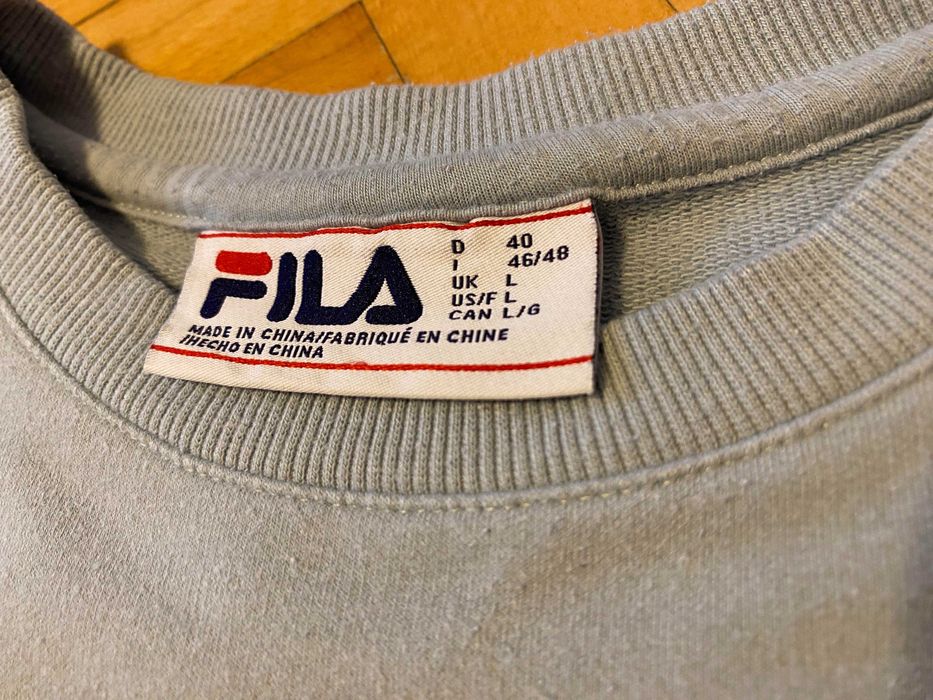 FILA
D 40
I 46/48
UK L
US/F L
CAN L/G
MADE IN CHINA/FABRIQUÉ EN CHINE
/HECHO EN CHINA